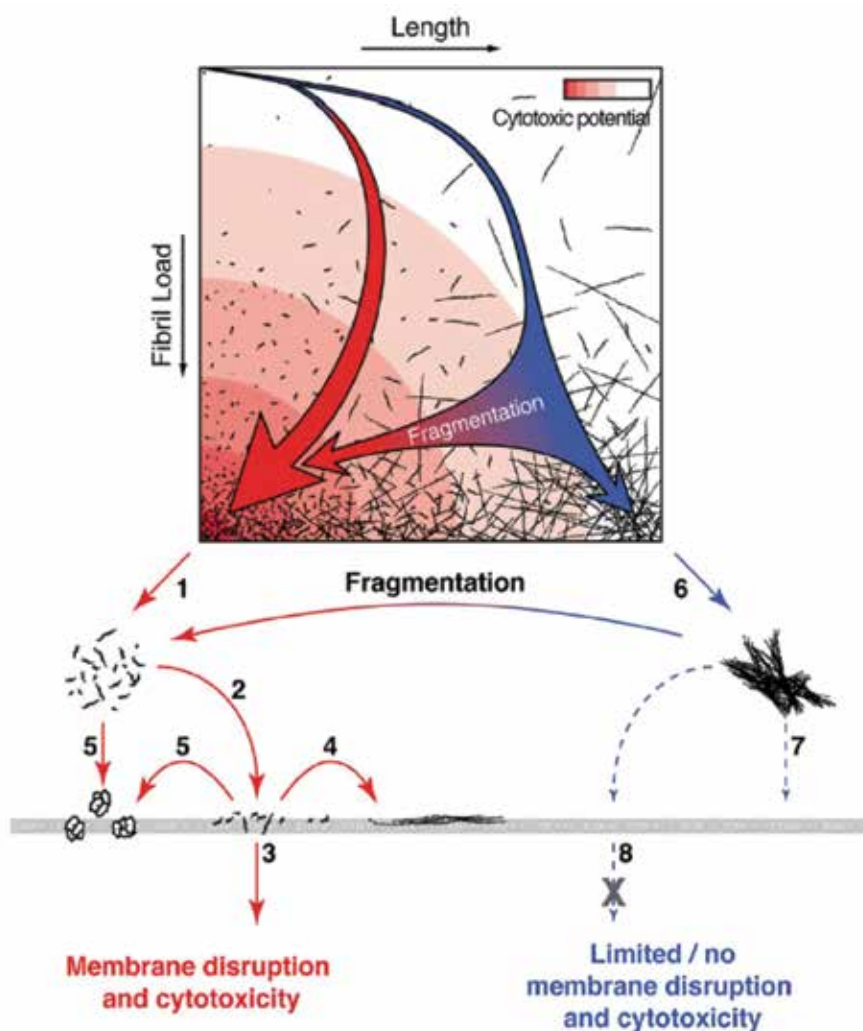 Length
Cytotoxic potential
Fibril Load
Fragmentation
1
Fragmentation
6
2
5
5
4
7
3
8
X
Membrane disruption
and cytotoxicity
Limited / no
membrane disruption
and cytotoxicity